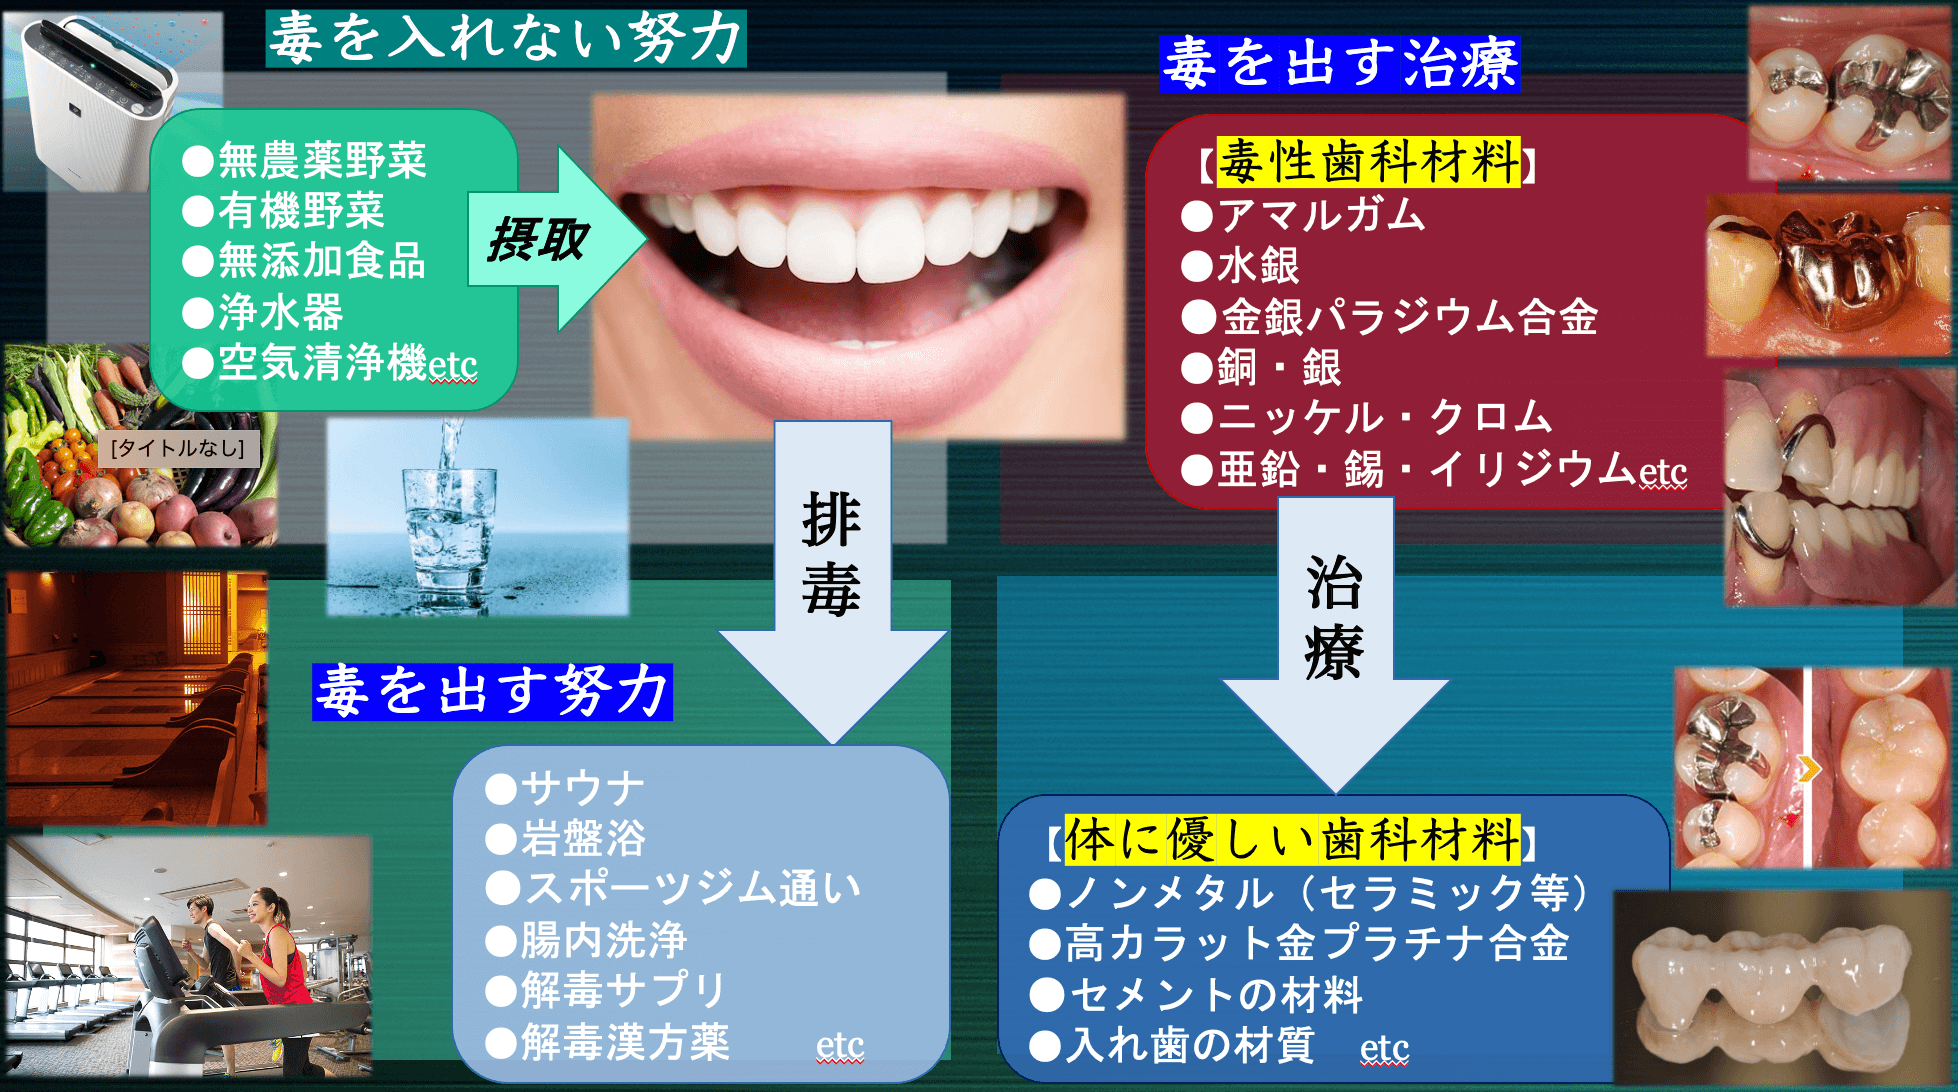 毒を入れない努力
●無農薬野菜
●有機野菜
●無添加食品
●浄水器
●空気清浄機etc
摂取
[タイトルなし]
排毒
毒を出す努力
●サウナ
●岩盤浴
●スポーツジム通い
●腸内洗浄
●解毒サプリ
●解毒漢方薬 etc
毒を出す治療
【毒性歯科材料】
●アマルガム
●水銀
●金銀パラジウム合金
●銅・銀
●ニッケル・クロム
●亜鉛・錫・イリジウムetc
治療
【体に優しい歯科材料】
●ノンメタル（セラミック等）
●高カラット金プラチナ合金
●セメントの材料
●入れ歯の材質 etc